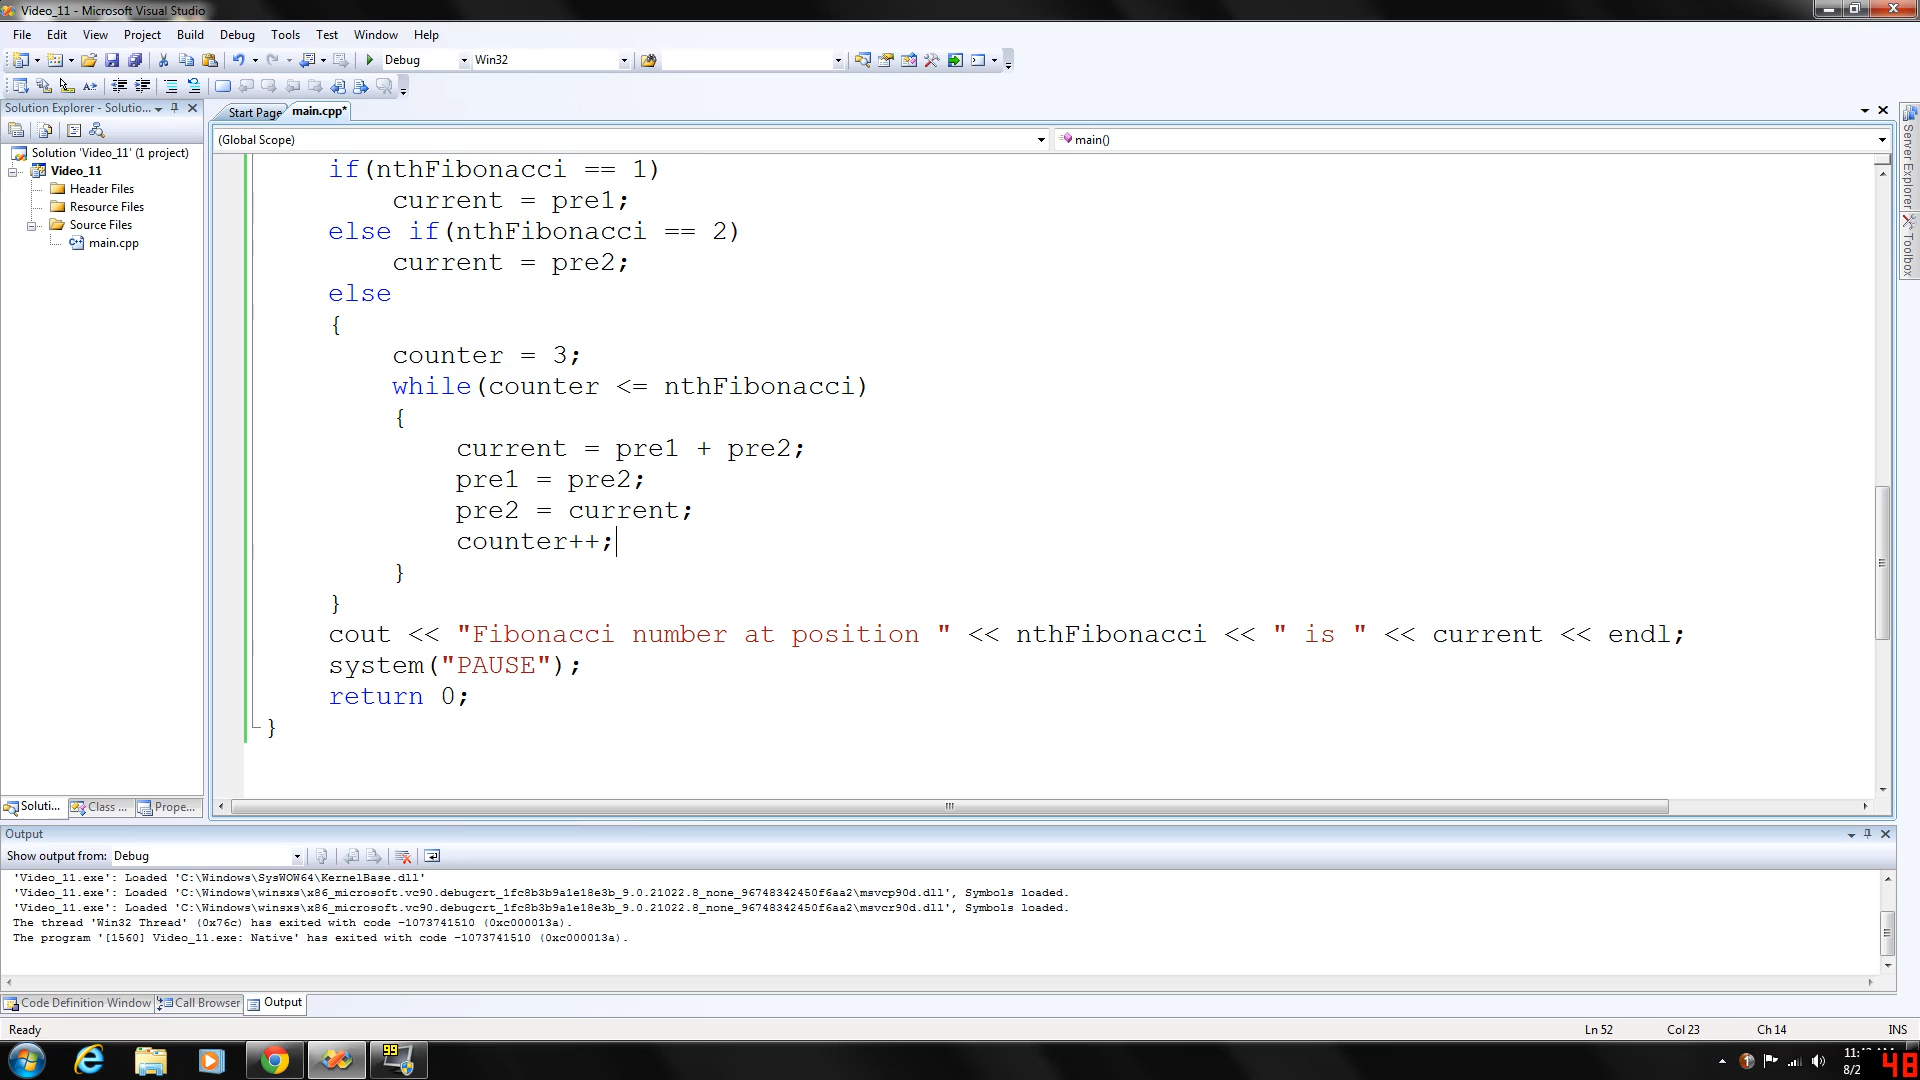 Video_11 - Microsoft Visual Studio
File Edit View Project Build Debug Tools Test Window Help
Debug Win32
Solution Explorer - Solutio...
Start Page main.cpp*
(Global Scope) main()
Solution 'Video_11' (1 project)
Video_11
Header Files
Resource Files
Source Files
main.cpp
if(nthFibonacci == 1)
current = pre1;
else if(nthFibonacci == 2)
current = pre2;
else
{
counter = 3;
while(counter <= nthFibonacci)
{
current = pre1 + pre2;
pre1 = pre2;
pre2 = current;
counter++;
}
}
cout << "Fibonacci number at position " << nthFibonacci << " is " << current << endl;
system("PAUSE");
return 0;
}
Server Explorer
Toolbox
Soluti... Class ... Prope...
Output
Show output from: Debug
'Video_11.exe': Loaded 'C:\Windows\SysWOW64\KernelBase.dll'
'Video_11.exe': Loaded 'C:\Windows\winsxs\x86_microsoft.vc90.debugcrt_1fc8b3b9a1e18e3b_9.0.21022.8_none_96748342450f6aa2\msvcp90d.dll', Symbols loaded.
'Video_11.exe': Loaded 'C:\Windows\winsxs\x86_microsoft.vc90.debugcrt_1fc8b3b9a1e18e3b_9.0.21022.8_none_96748342450f6aa2\msvcr90d.dll', Symbols loaded.
The thread 'Win32 Thread' (0x76c) has exited with code -1073741510 (0xc000013a).
The program '[1560] Video_11.exe: Native' has exited with code -1073741510 (0xc000013a).
Code Definition Window Call Browser Output
Ready Ln 52 Col 23 Ch 14 INS
99
48